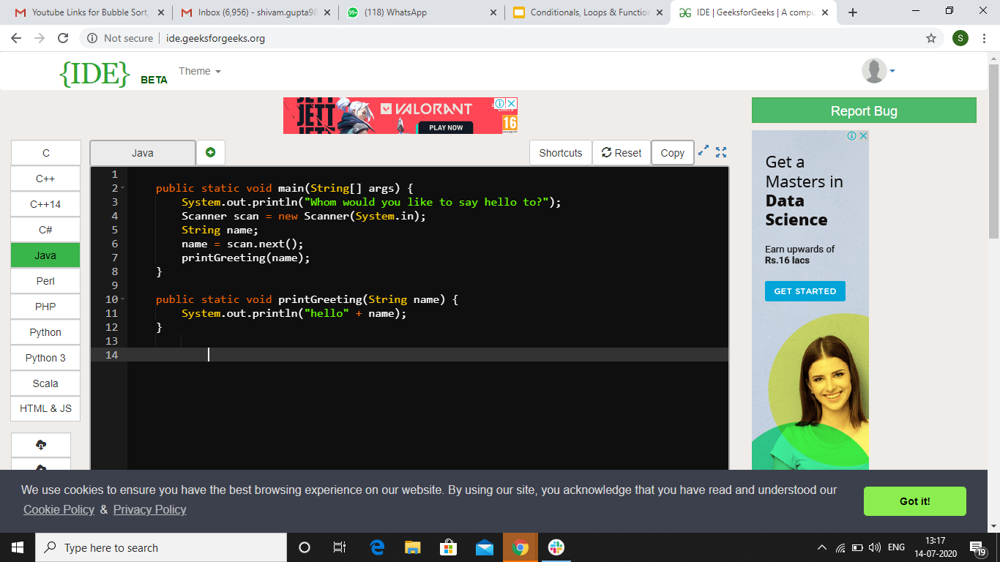 Youtube Links for Bubble Sort,
Inbox (6,956) - shivam.gupta98
99+
(118) WhatsApp
Conditionals, Loops & Function
IDE | GeeksforGeeks | A compu
Not secure
ide.geeksforgeeks.org
S
{IDE} BETA
Theme
JETT
VALORANT
PLAY NOW
16
Report Bug
C
C++
C++14
C#
Java
Perl
PHP
Python
Python 3
Scala
HTML & JS
Java
Shortcuts
Reset
Copy
1
2 public static void main(String[] args) {
3 System.out.println("Whom would you like to say hello to?");
4 Scanner scan = new Scanner(System.in);
5 String name;
6 name = scan.next();
7 printGreeting(name);
8 }
9
10 public static void printGreeting(String name) {
11 System.out.println("hello" + name);
12 }
13
14
Get a
Masters in
Data
Science
Earn upwards of
Rs.16 lacs
GET STARTED
We use cookies to ensure you have the best browsing experience on our website. By using our site, you acknowledge that you have read and understood our
Cookie Policy & Privacy Policy
Got it!
Type here to search
ENG
13:17
14-07-2020
19